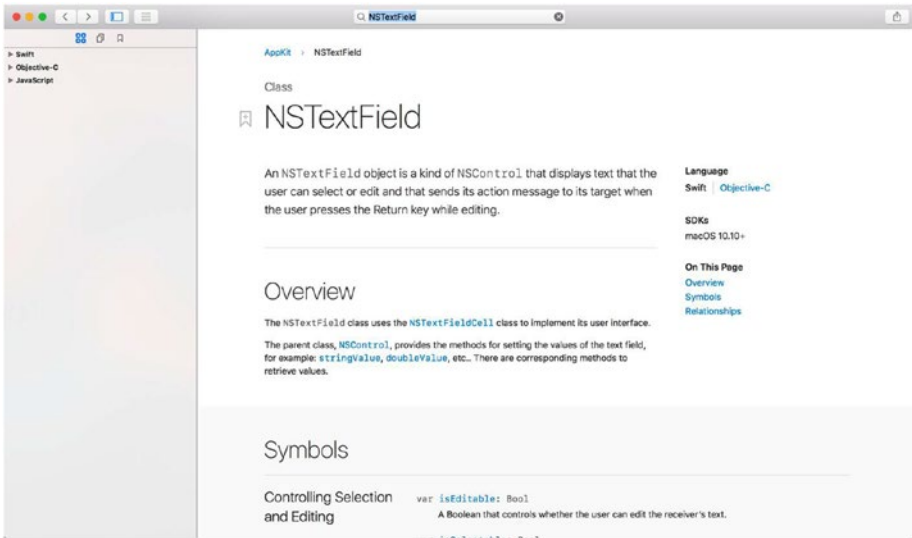 NSTextField
Swift
Objective-C
JavaScript
AppKit > NSTextField
Class
NSTextField
An NSTextField object is a kind of NSControl that displays text that the
user can select or edit and that sends its action message to its target when
the user presses the Return key while editing.
Language
Swift | Objective-C
SDKs
macOS 10.10+
On This Page
Overview
Symbols
Relationships
Overview
The NSTextField class uses the NSTextFieldCell class to implement its user interface.
The parent class, NSControl, provides the methods for setting the values of the text field,
for example: stringValue, doubleValue, etc.. There are corresponding methods to
retrieve values.
Symbols
Controlling Selection
and Editing
var isEditable: Bool
A Boolean that controls whether the user can edit the receiver's text.